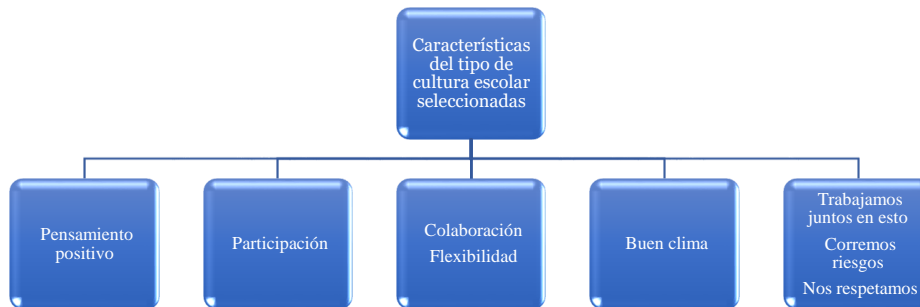 Características
del tipo de
cultura escolar
seleccionadas
Pensamiento
positivo
Participación
Colaboración
Flexibilidad
Buen clima
Trabajamos
juntos en esto
Corremos
riesgos
Nos respetamos